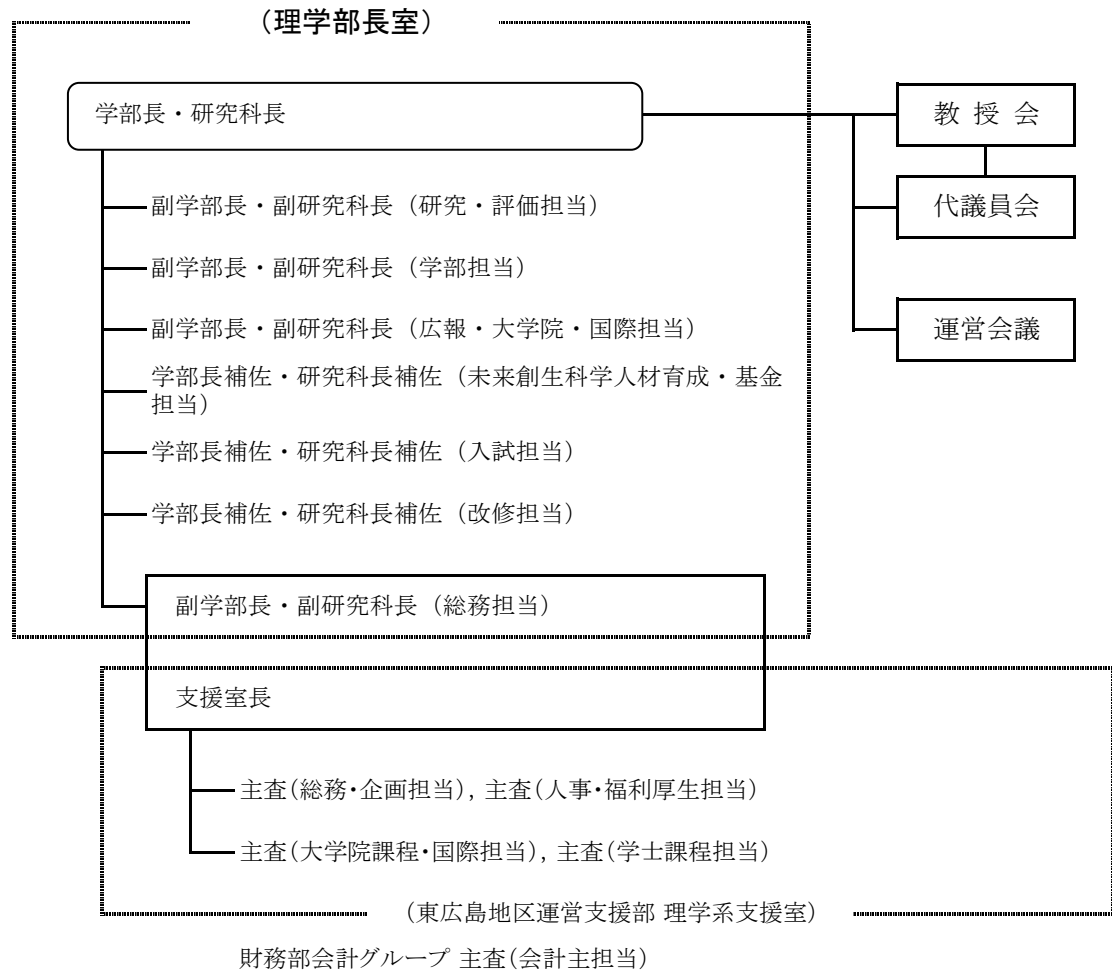 (理学部長室)
学部長・研究科長
教 授 会
副学部長・副研究科長(研究・評価担当)
代議員会
副学部長・副研究科長(学部担当)
副学部長・副研究科長(広報・大学院・国際担当)
運営会議
学部長補佐・研究科長補佐(未来創生科学人材育成・基金
担当)
学部長補佐・研究科長補佐(入試担当)
学部長補佐・研究科長補佐(改修担当)
副学部長・副研究科長(総務担当)
支援室長
主査(総務・企画担当), 主査(人事・福利厚生担当)
主査(大学院課程・国際担当), 主査(学士課程担当)
(東広島地区運営支援部 理学系支援室)
財務部会計グループ 主査(会計主担当)